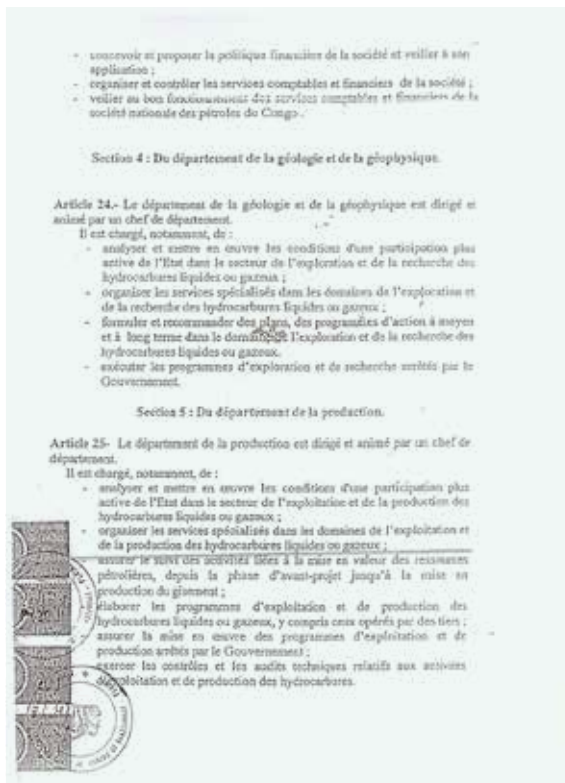 - concevoir et proposer la politique financière de la société et veiller à son
application ;
- organiser et contrôler les services comptables et financiers de la société ;
- veiller au bon fonctionnement des services comptables et financiers de la
société nationale des pétroles du Congo .
Section 4 : Du département de la géologie et de la géophysique.
Article 24.- Le département de la géologie et de la géophysique est dirigé et
animé par un chef de département.
Il est chargé, notamment, de :
- analyser et mettre en œuvre les conditions d'une participation plus
active de l'Etat dans le secteur de l'exploration et de la recherche des
hydrocarbures liquides ou gazeux ;
- organiser les services spécialisés dans les domaines de l'exploration et
de la recherche des hydrocarbures liquides ou gazeux ;
- formuler et recommander des plans, des programmes d'action à moyen
et à long terme dans le domaine de l'exploration et de la recherche des
hydrocarbures liquides ou gazeux.
- exécuter les programmes d'exploration et de recherche arrêtés par le
Gouvernement.
Section 5 : Du département de la production.
Article 25- Le département de la production est dirigé et animé par un chef de
département.
Il est chargé, notamment, de :
- analyser et mettre en œuvre les conditions d'une participation plus
active de l'Etat dans le secteur de l'exploitation et de la production des
hydrocarbures liquides ou gazeux ;
- organiser les services spécialisés dans les domaines de l'exploitation et
de la production des hydrocarbures liquides ou gazeux ;
assurer le suivi des activités liées à la mise en valeur des ressources
pétrolières, depuis la phase d'avant-projet jusqu'à la mise en
production du gisement ;
élaborer les programmes d'exploitation et de production des
hydrocarbures liquides ou gazeux, y compris ceux opérés par des tiers ;
assurer la mise en œuvre des programmes d'exploitation et de
production arrêtés par le Gouvernement ;
exercer les contrôles et les audits techniques relatifs aux activités
d'exploitation et de production des hydrocarbures.